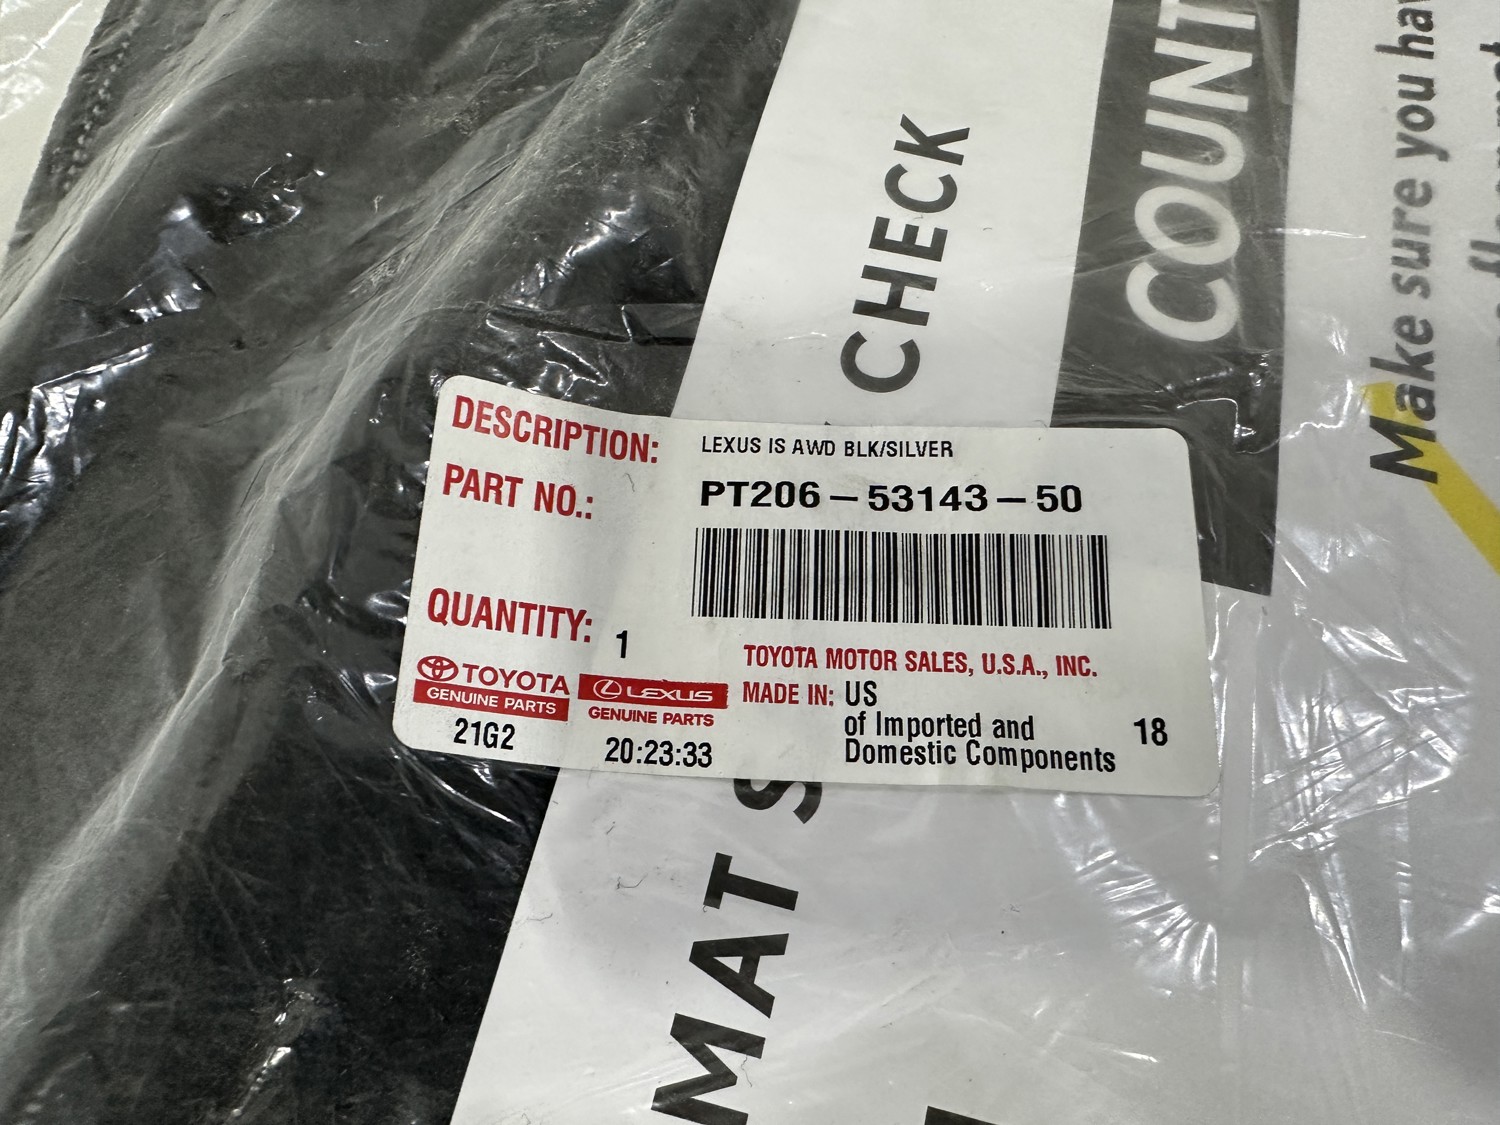 CHECK
COUNT
Make sure you hav
DESCRIPTION: LEXUS IS AWD BLK/SILVER
PART NO.: PT206-53143-50
QUANTITY: 1
TOYOTA
GENUINE PARTS
LEXUS
GENUINE PARTS
TOYOTA MOTOR SALES, U.S.A., INC.
MADE IN: US
of Imported and
Domestic Components
18
21G2
20:23:33
MAT S